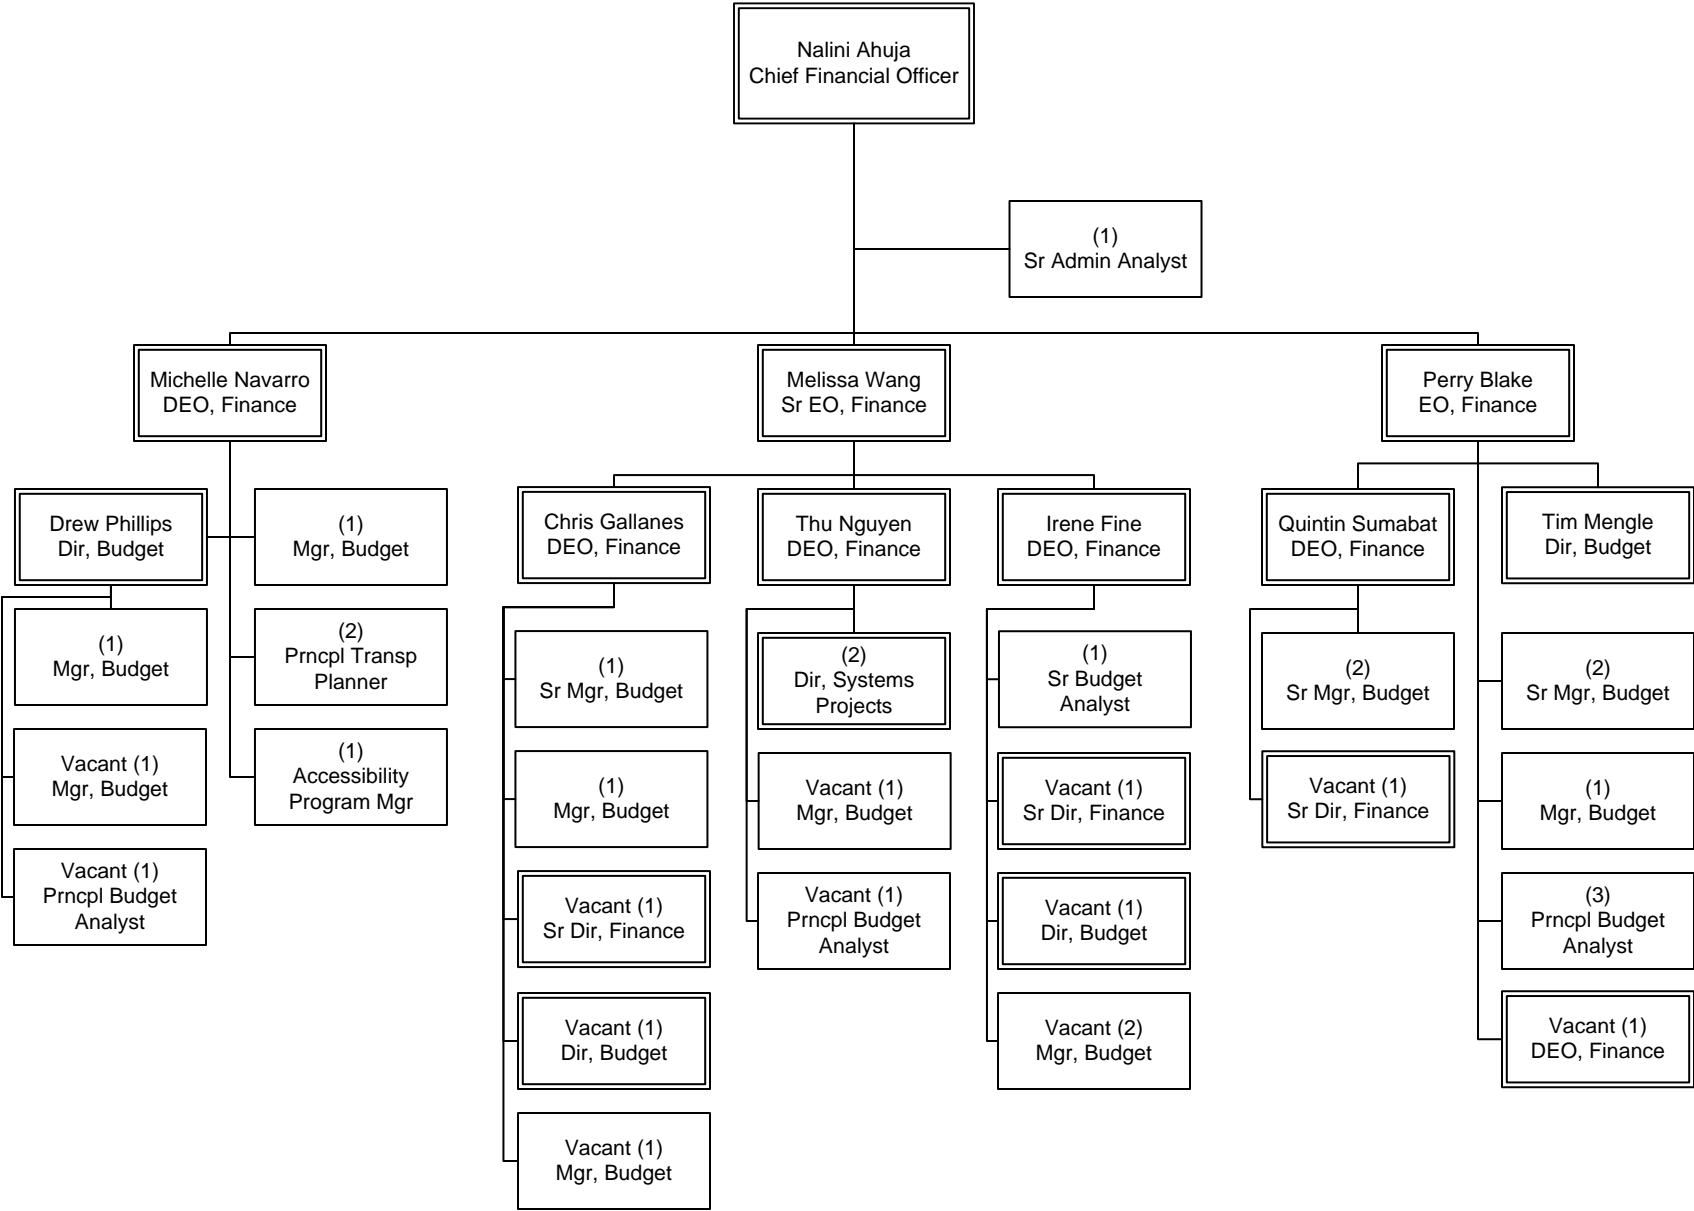 Nalini Ahuja
Chief Financial Officer
(1)
Sr Admin Analyst
Michelle Navarro
DEO, Finance
Melissa Wang
Sr EO, Finance
Perry Blake
EO, Finance
Drew Phillips
Dir, Budget
(1)
Mgr, Budget
(1)
Mgr, Budget
(2)
Prncpl Transp
Planner
Vacant (1)
Mgr, Budget
(1)
Accessibility
Program Mgr
Vacant (1)
Prncpl Budget
Analyst
Chris Gallanes
DEO, Finance
(1)
Sr Mgr, Budget
(1)
Mgr, Budget
Vacant (1)
Sr Dir, Finance
Vacant (1)
Dir, Budget
Vacant (1)
Mgr, Budget
Thu Nguyen
DEO, Finance
(2)
Dir, Systems
Projects
Vacant (1)
Mgr, Budget
Vacant (1)
Prncpl Budget
Analyst
Irene Fine
DEO, Finance
(1)
Sr Budget
Analyst
Vacant (1)
Sr Dir, Finance
Vacant (1)
Dir, Budget
Vacant (2)
Mgr, Budget
Quintin Sumabat
DEO, Finance
(2)
Sr Mgr, Budget
Vacant (1)
Sr Dir, Finance
Tim Mengle
Dir, Budget
(2)
Sr Mgr, Budget
(1)
Mgr, Budget
(3)
Prncpl Budget
Analyst
Vacant (1)
DEO, Finance